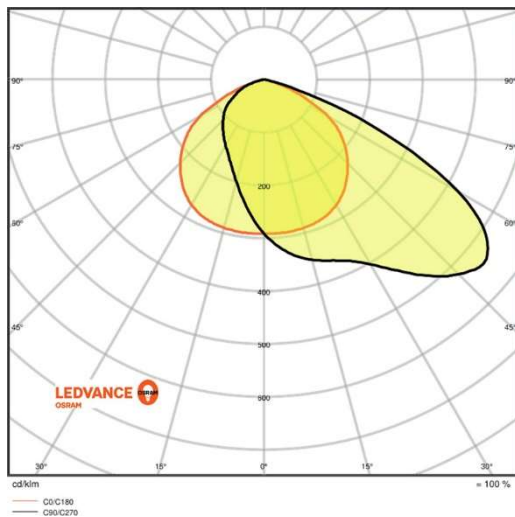 90° 90°
75° 75°
200
60° 60°
400
45° 45°
500
600
LEDVANCE OSRAM
OSRAM
30° 15° 0° 15° 30°
cd/klm = 100 %
C0/C180
C90/C270